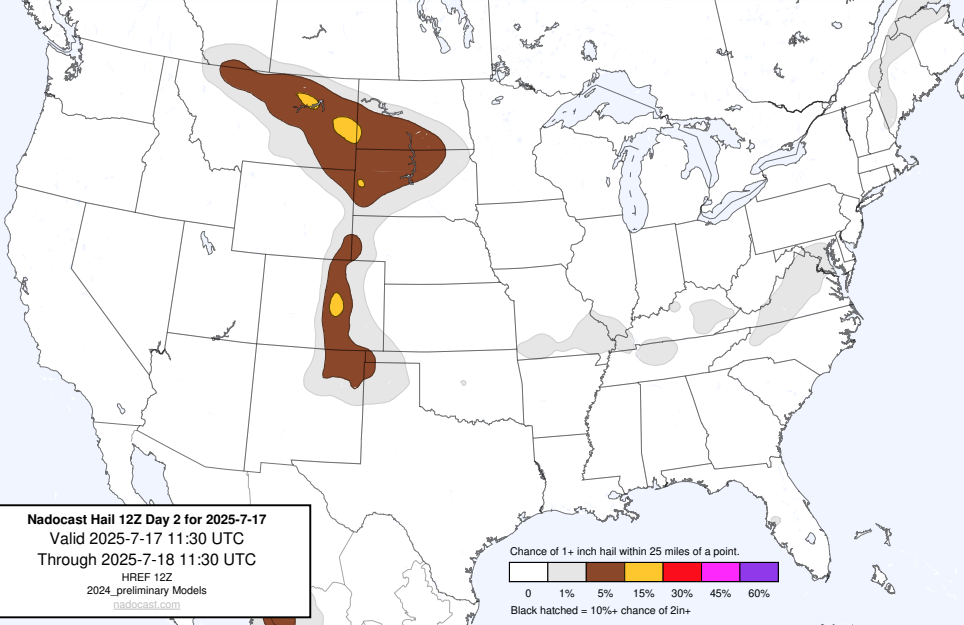 Nadocast Hail 12Z Day 2 for 2025-7-17
Valid 2025-7-17 11:30 UTC
Through 2025-7-18 11:30 UTC
HREF 12Z
2024_preliminary Models
nadocast.com
Chance of 1+ inch hail within 25 miles of a point.
0 1% 5% 15% 30% 45% 60%
Black hatched = 10%+ chance of 2in+